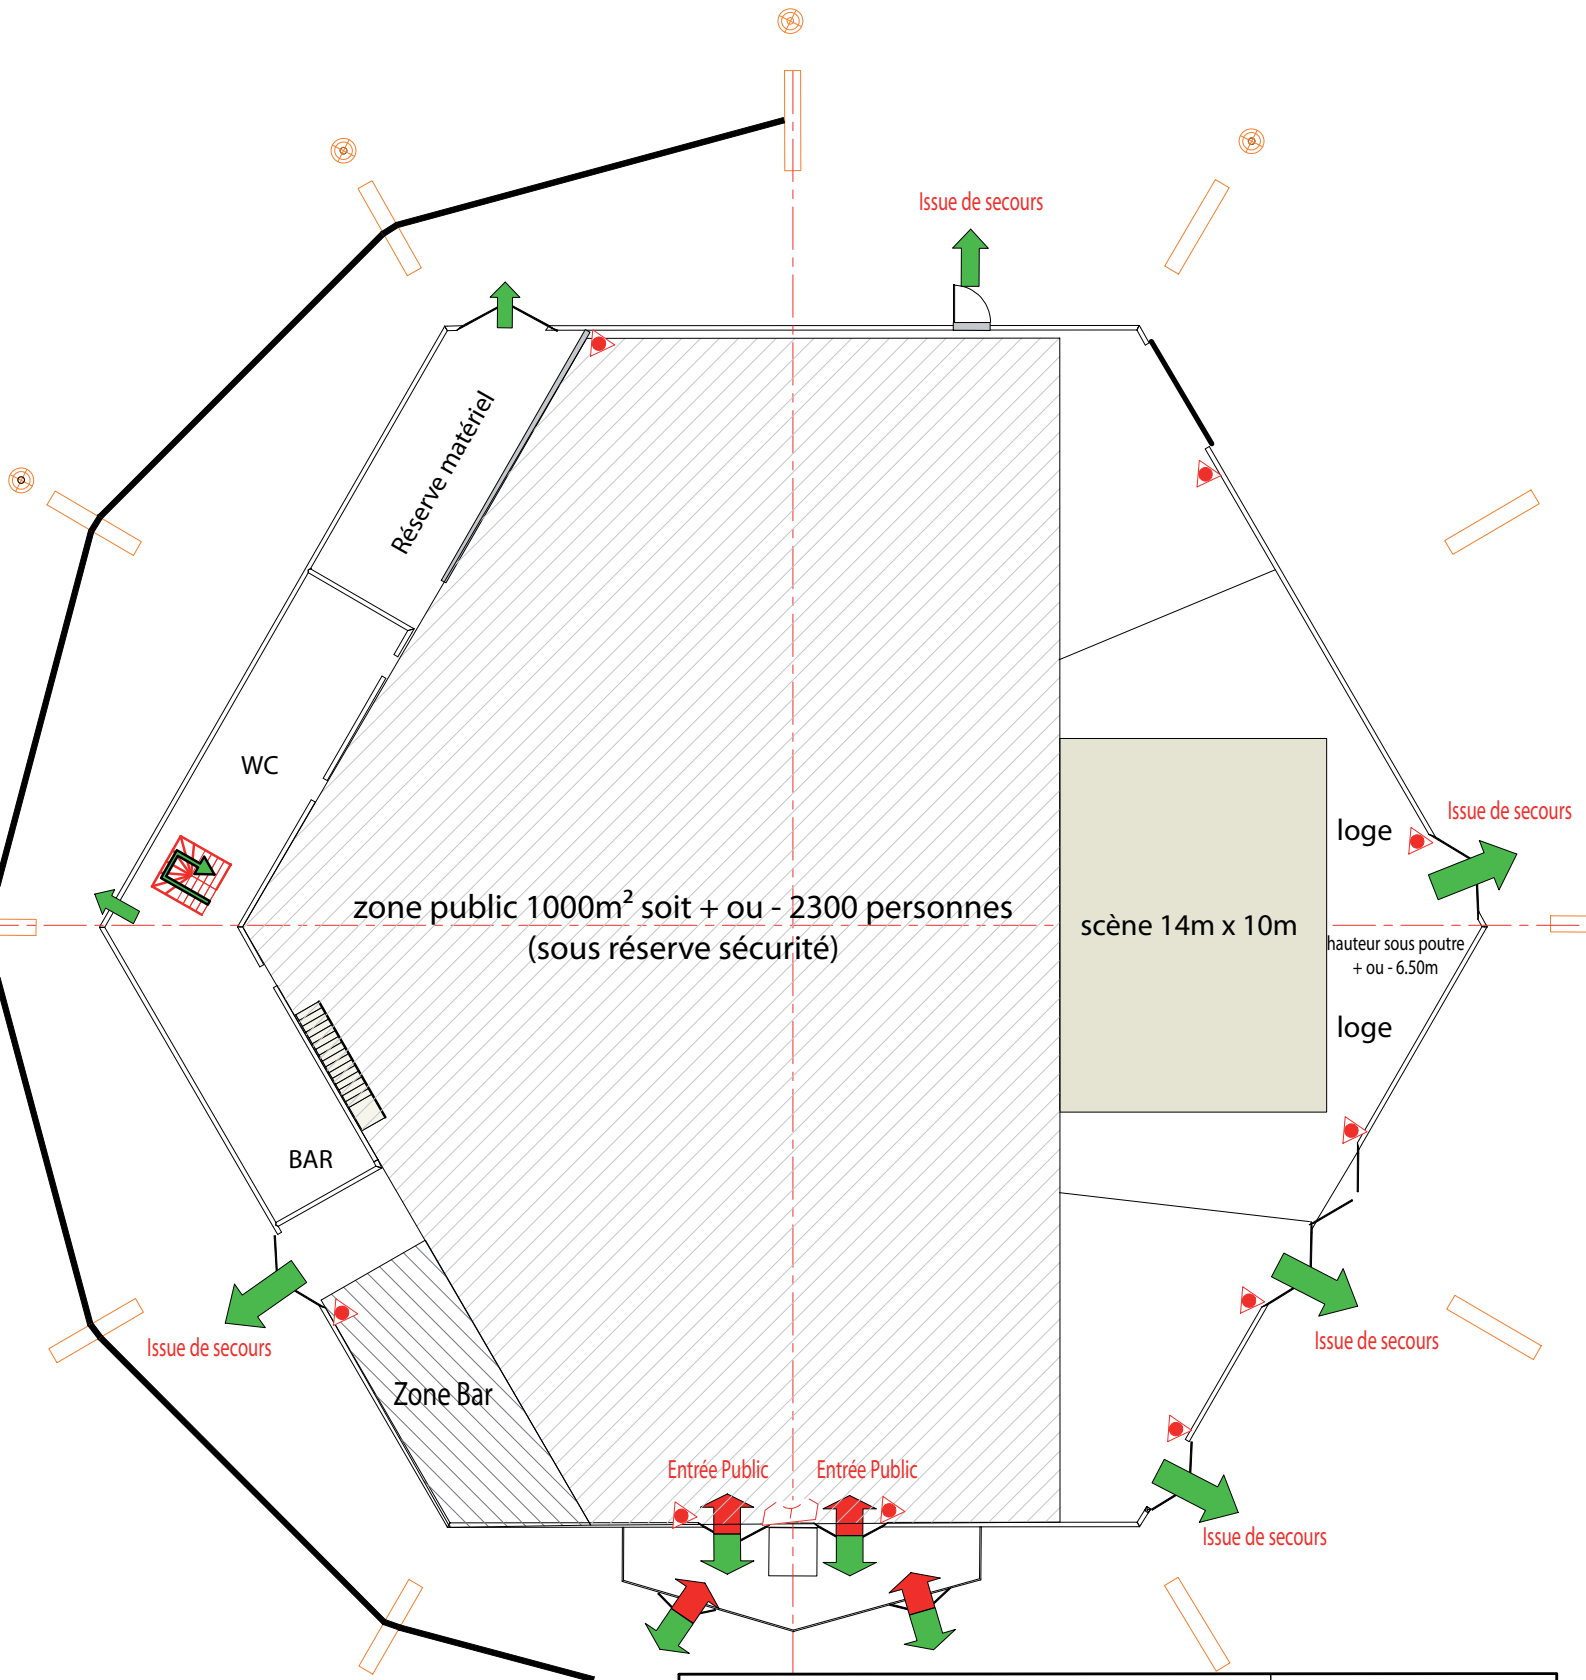 Issue de secours
Réserve matériel
WC
Issue de secours
loge
zone public 1000m² soit + ou - 2300 personnes
(sous réserve sécurité)
scène 14m x 10m
hauteur sous poutre
+ ou - 6.50m
loge
BAR
Issue de secours
Issue de secours
Zone Bar
Entrée Public
Entrée Public
Issue de secours